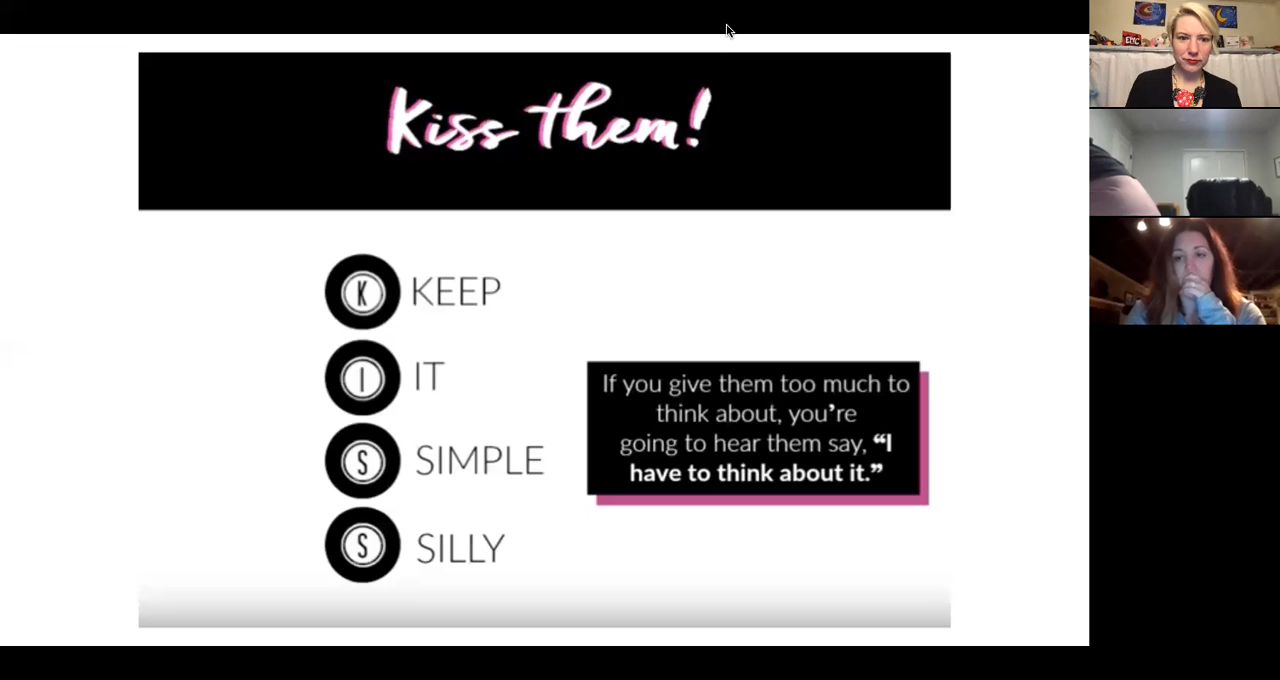 Kiss them!
K KEEP
I IT
S SIMPLE
S SILLY
If you give them too much to
think about, you’re
going to hear them say, “I
have to think about it.”
EMC